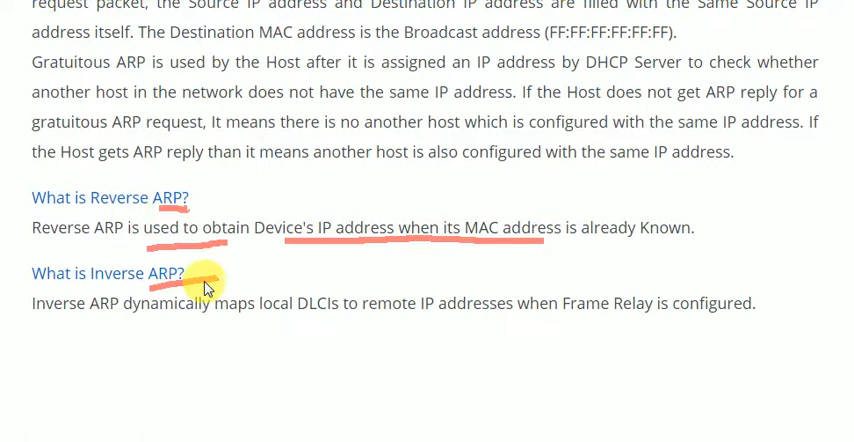 request packet, the Source IP address and Destination IP address are filled with the Same Source IP
address itself. The Destination MAC address is the Broadcast address (FF:FF:FF:FF:FF:FF).
Gratuitous ARP is used by the Host after it is assigned an IP address by DHCP Server to check whether
another host in the network does not have the same IP address. If the Host does not get ARP reply for a
gratuitous ARP request, It means there is no another host which is configured with the same IP address. If
the Host gets ARP reply than it means another host is also configured with the same IP address.
What is Reverse ARP?
Reverse ARP is used to obtain Device's IP address when its MAC address is already Known.
What is Inverse ARP?
Inverse ARP dynamically maps local DLCIs to remote IP addresses when Frame Relay is configured.